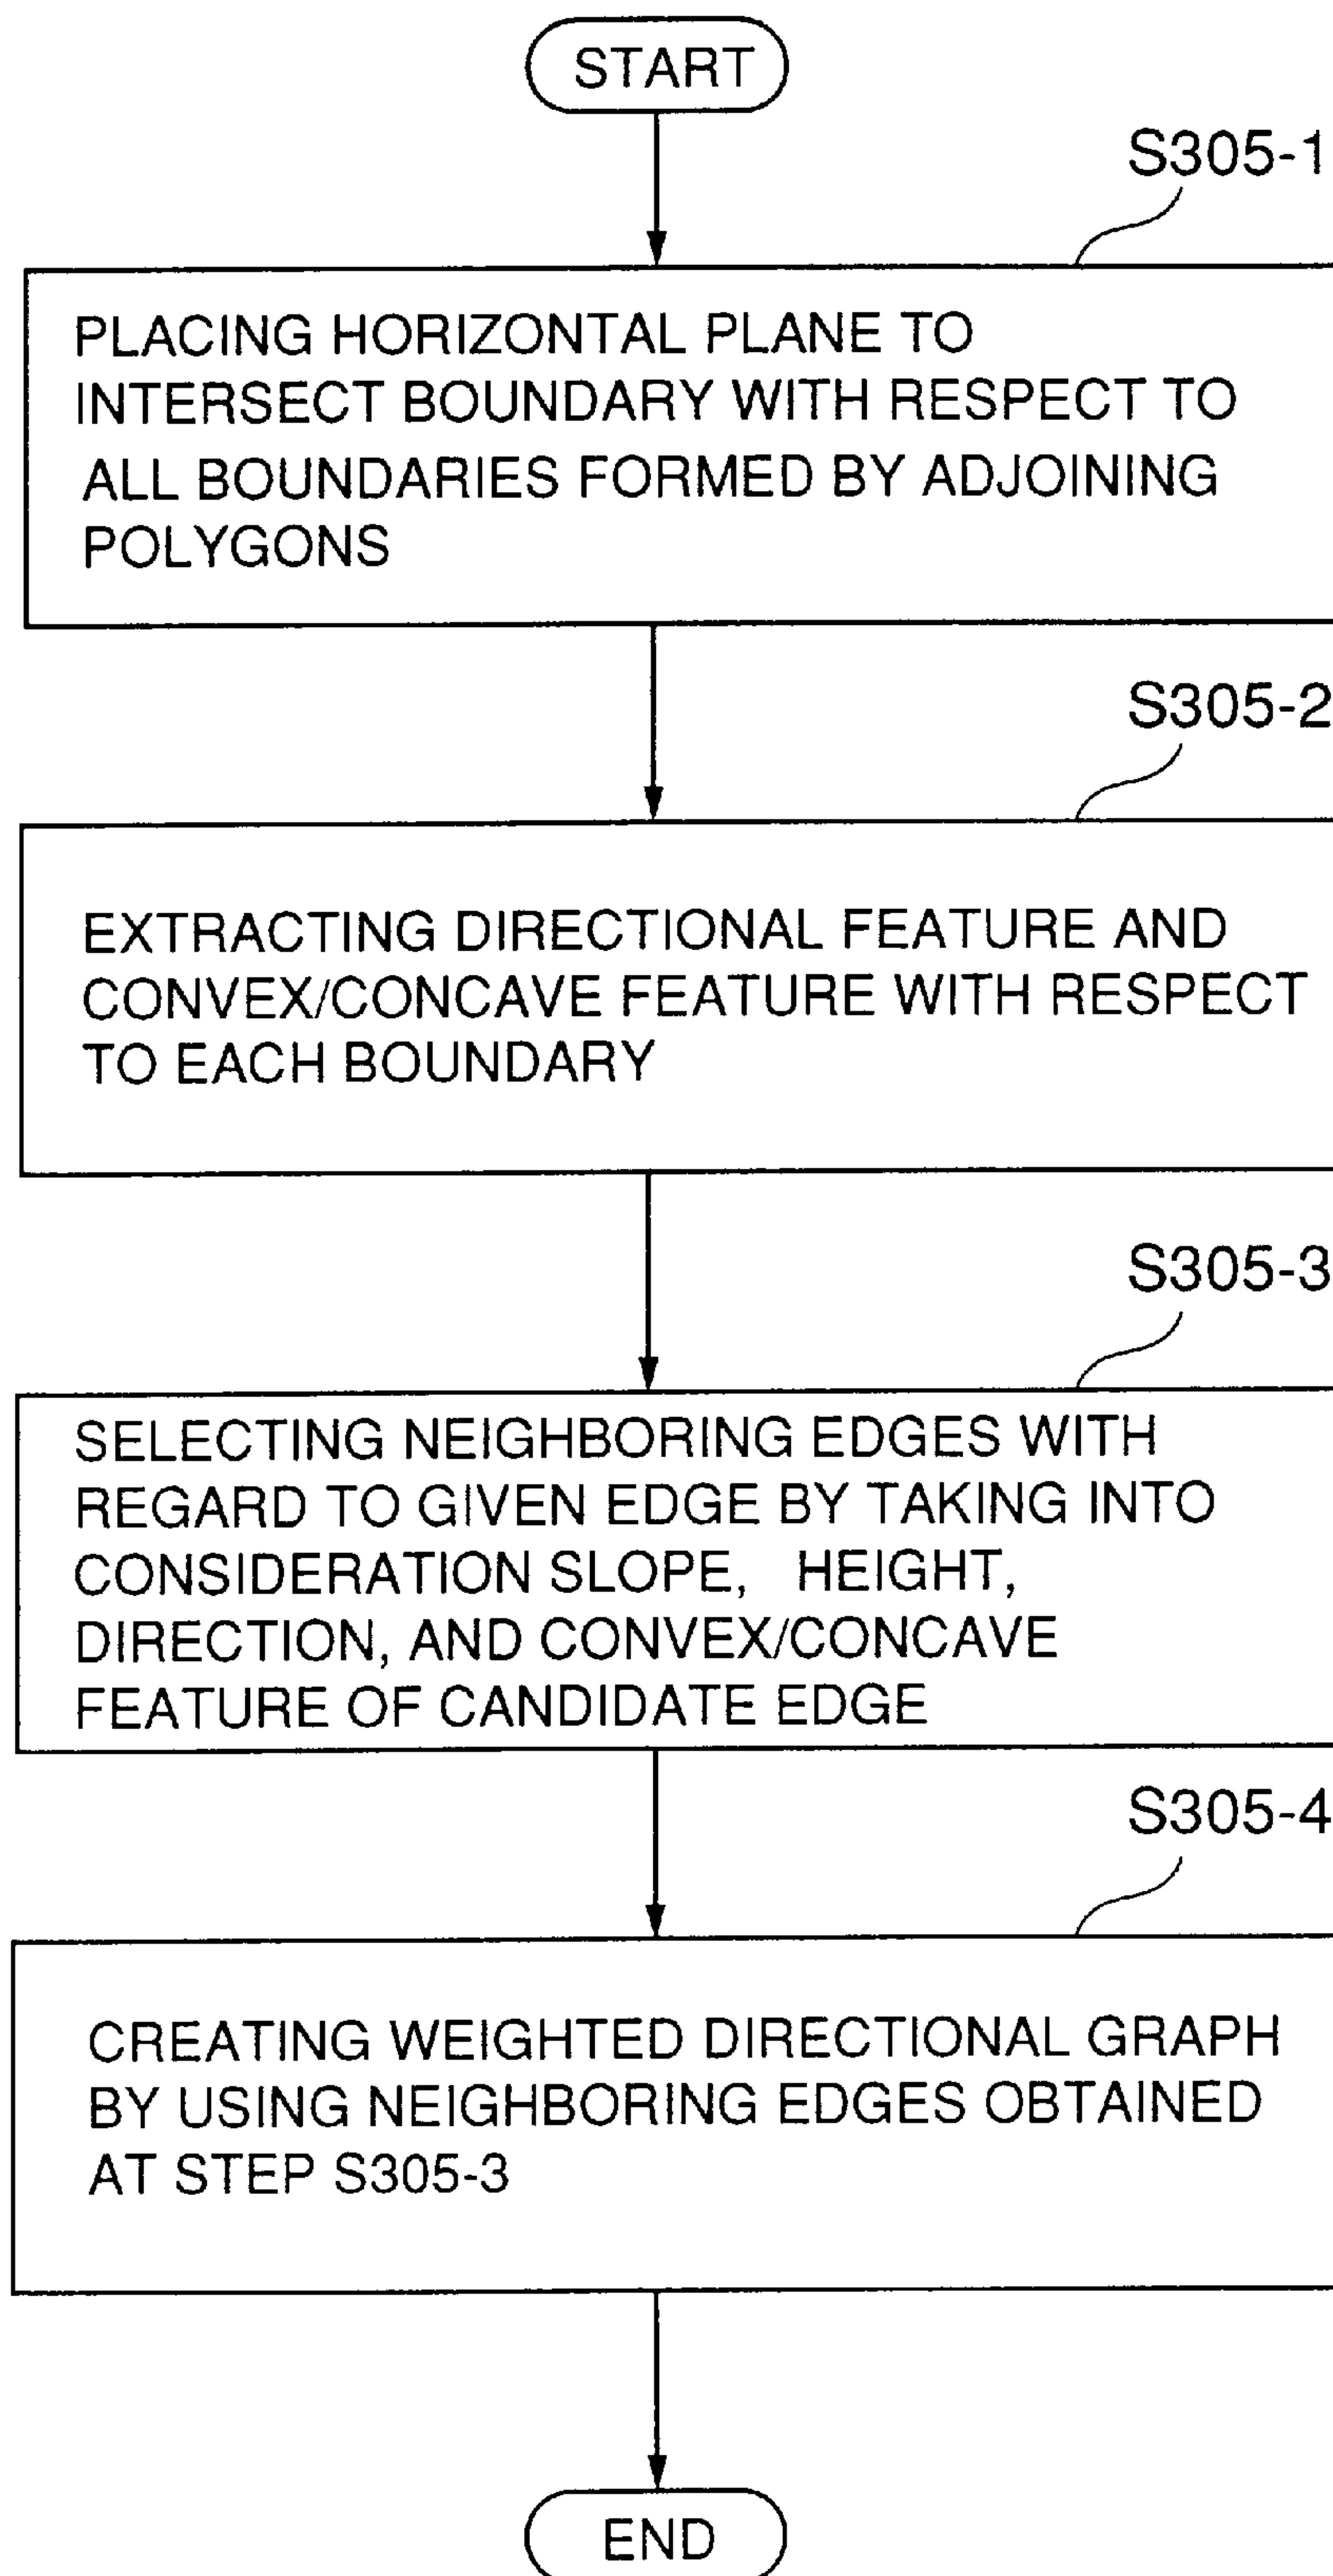 START
S305-1
PLACING HORIZONTAL PLANE TO
INTERSECT BOUNDARY WITH RESPECT TO
ALL BOUNDARIES FORMED BY ADJOINING
POLYGONS
S305-2
EXTRACTING DIRECTIONAL FEATURE AND
CONVEX/CONCAVE FEATURE WITH RESPECT
TO EACH BOUNDARY
S305-3
SELECTING NEIGHBORING EDGES WITH
REGARD TO GIVEN EDGE BY TAKING INTO
CONSIDERATION SLOPE, HEIGHT,
DIRECTION, AND CONVEX/CONCAVE
FEATURE OF CANDIDATE EDGE
S305-4
CREATING WEIGHTED DIRECTIONAL GRAPH
BY USING NEIGHBORING EDGES OBTAINED
AT STEP S305-3
END